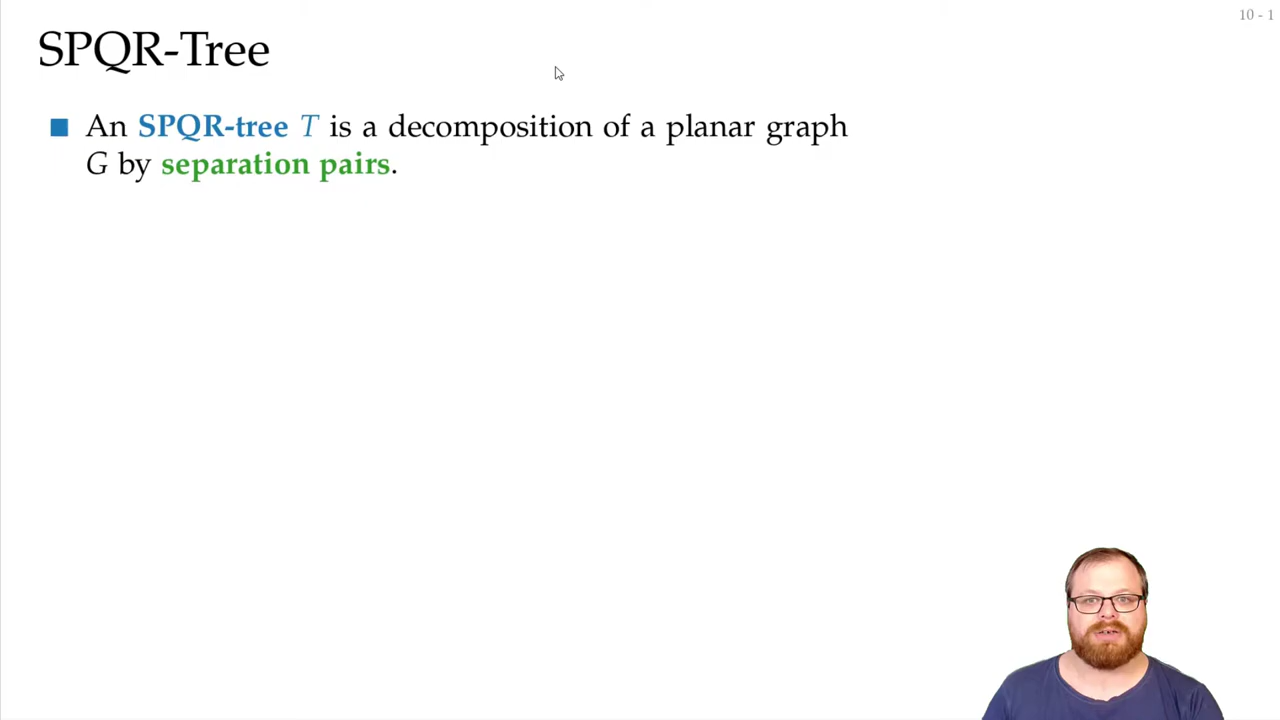 10 - 1
SPQR-Tree
An SPQR-tree T is a decomposition of a planar graph
G by separation pairs.